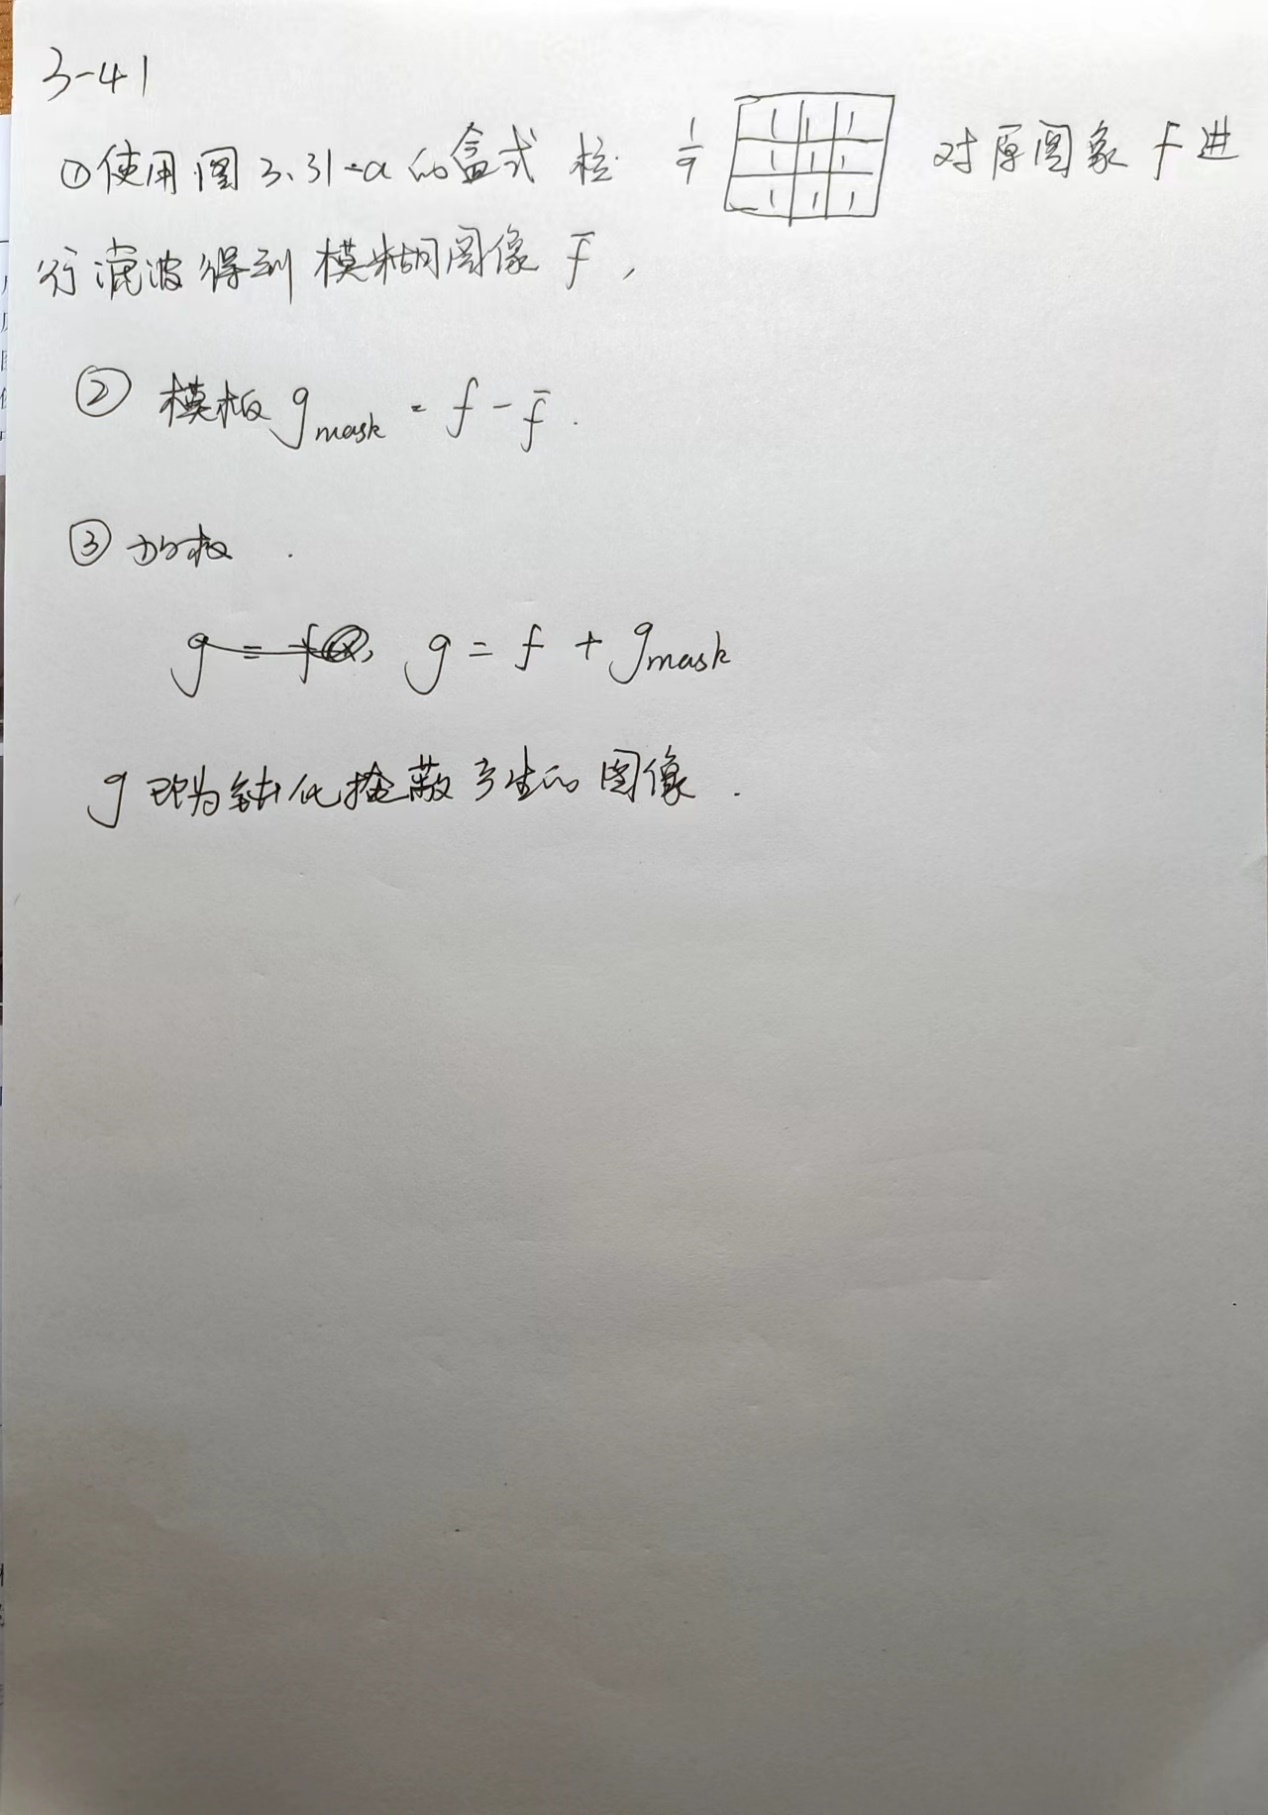 3-41
①使用图3.31-a的盒式核 1/9 1 1 1 1 1 1 1 1 1 对原图象 F 进
行滤波得到模糊图像 F̄,
② 模板 g_mask = f - f̄.
③ 加权.
g = f + g_mask
g 即为钝化掩蔽产生的图像.